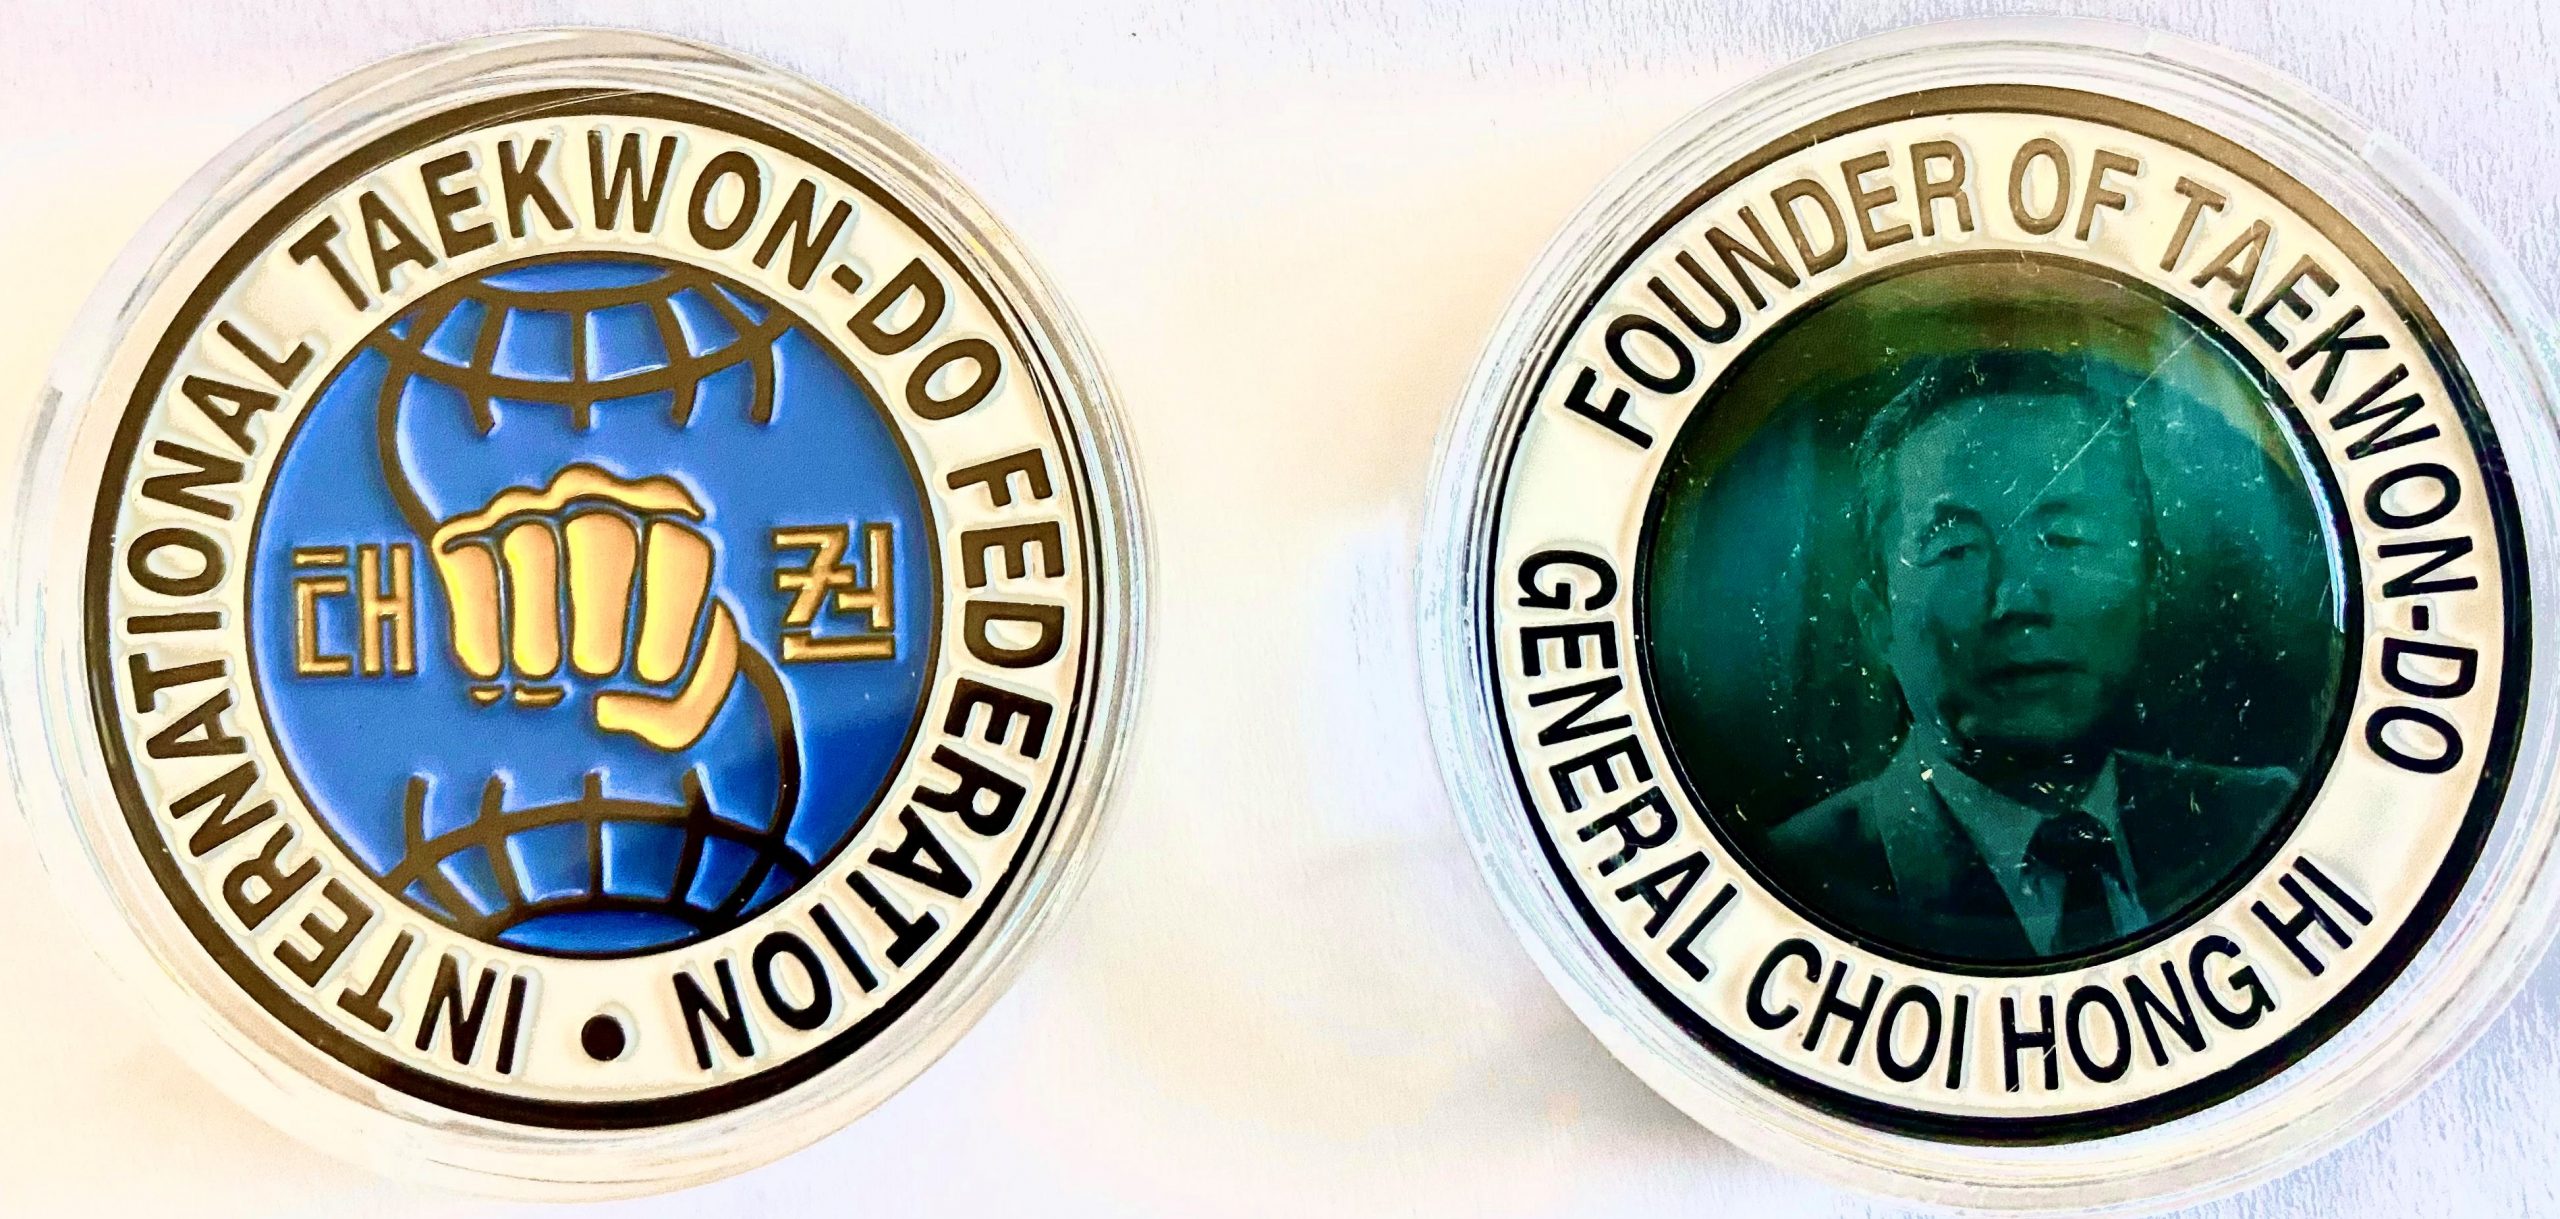 INTERNATIONAL TAEKWON-DO FEDERATION •
태 권
FOUNDER OF TAEKWON-DO
GENERAL CHOI HONG HI